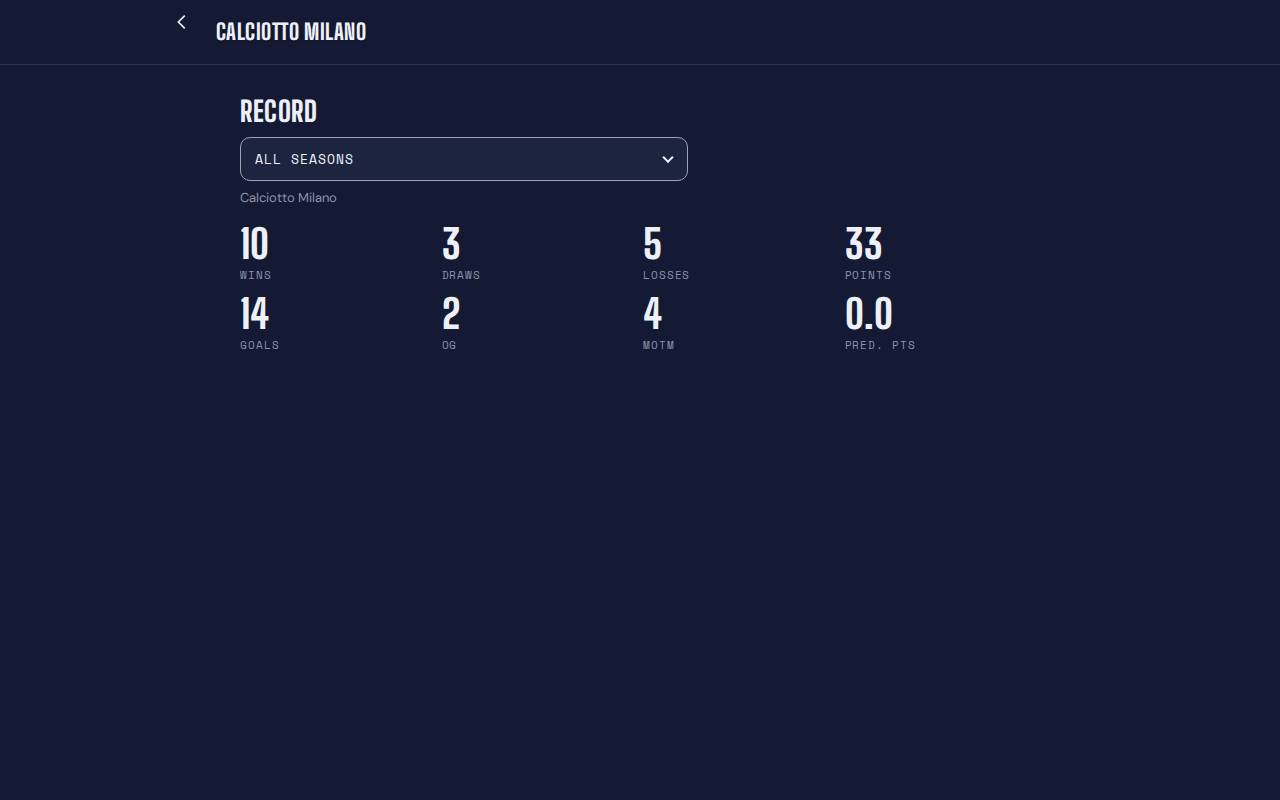 CALCIOTTO MILANO
RECORD
ALL SEASONS
Calciotto Milano
10 3 5 33
WINS DRAWS LOSSES POINTS
14 2 4 0.0
GOALS OG MOTM PRED. PTS